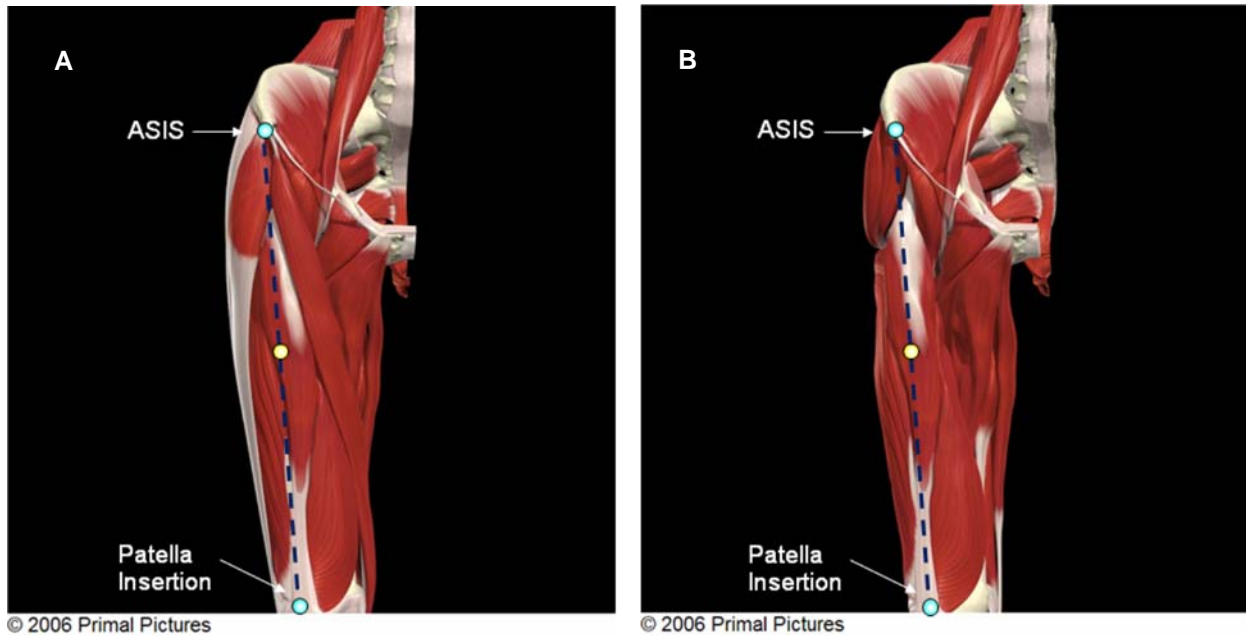 A
ASIS
Patella
Insertion
© 2006 Primal Pictures
B
ASIS
Patella
Insertion
© 2006 Primal Pictures